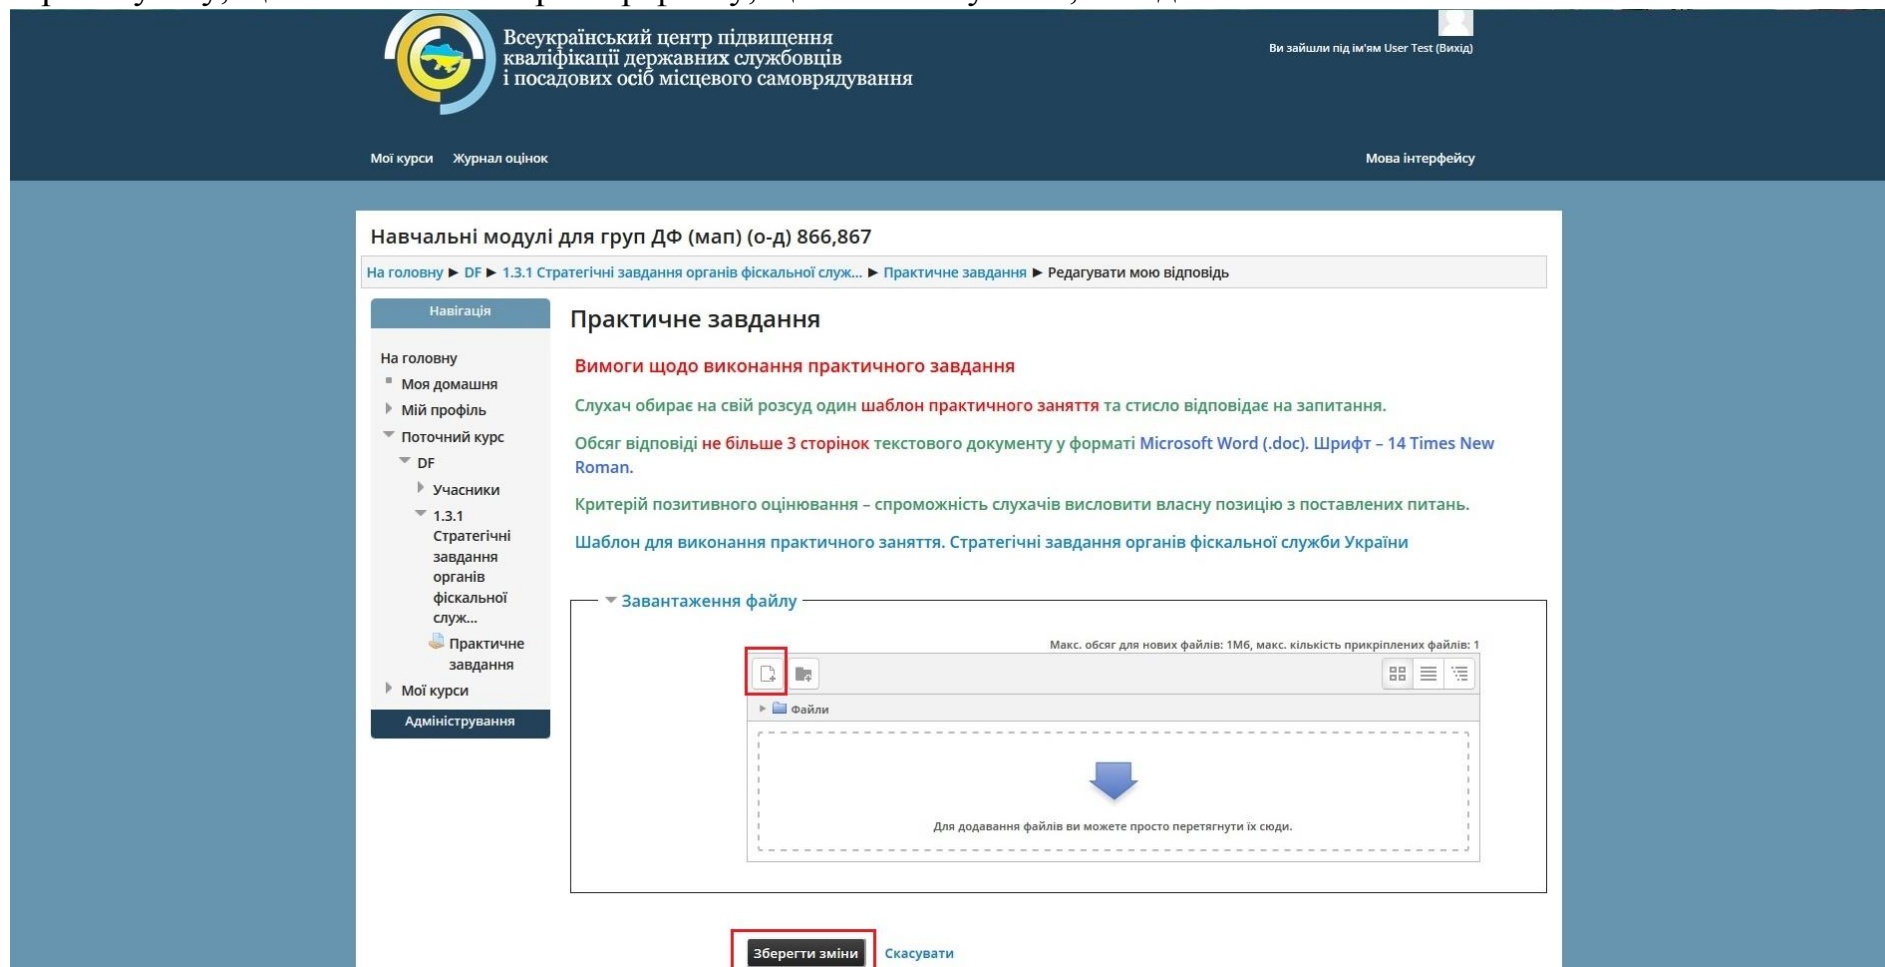 Всеукраїнський центр підвищення
кваліфікації державних службовців
і посадових осіб місцевого самоврядування
Ви зайшли під ім'ям User Test (Вихід)
Мої курси Журнал оцінок
Мова інтерфейсу
Навчальні модулі для груп ДФ (мап) (о-д) 866,867
На головну ► DF ► 1.3.1 Стратегічні завдання органів фіскальної служ... ► Практичне завдання ► Редагувати мою відповідь
Навігація
На головну
Моя домашня
Мій профіль
Поточний курс
DF
Учасники
1.3.1
Стратегічні
завдання
органів
фіскальної
служ...
Практичне
завдання
Мої курси
Адміністрування
Практичне завдання
Вимоги щодо виконання практичного завдання
Слухач обирає на свій розсуд один шаблон практичного заняття та стисло відповідає на запитання.
Обсяг відповіді не більше 3 сторінок текстового документу у форматі Microsoft Word (.doc). Шрифт – 14 Times New
Roman.
Критерій позитивного оцінювання – спроможність слухачів висловити власну позицію з поставлених питань.
Шаблон для виконання практичного заняття. Стратегічні завдання органів фіскальної служби України
Завантаження файлу
Макс. обсяг для нових файлів: 1Мб, макс. кількість прикріплених файлів: 1
Файли
Для додавання файлів ви можете просто перетягнути їх сюди.
Зберегти зміни Скасувати